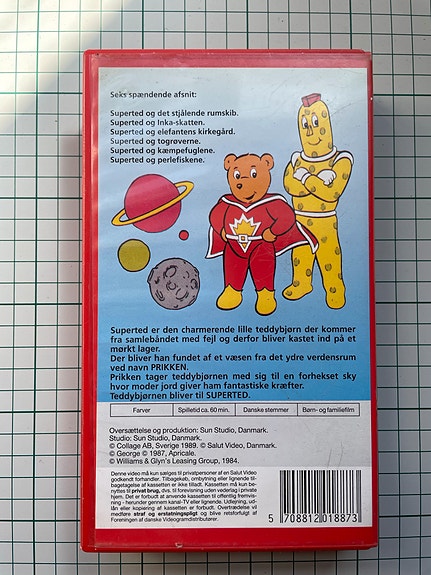 Seks spændende afsnit:
Superted og det stjålende rumskib.
Superted og Inka-skatten.
Superted og elefantens kirkegård.
Superted og togrøverne.
Superted og kæmpefuglene.
Superted og perlefiskene.
Superted er den charmerende lille teddybjørn der kommer
fra samlebåndet med fejl og derfor bliver kastet ind på et
mørkt lager.
Der bliver han fundet af et væsen fra det ydre verdensrum
ved navn PRIKKEN.
Prikken tager teddybjørnen med sig til en forhekset sky
hvor moder jord giver ham fantastiske kræfter.
Teddybjørnen bliver til SUPERTED.
Farver
Spilletid ca. 60 min.
Danske stemmer
Børn- og familiefilm
Oversættelse og produktion: Sun Studio, Danmark.
Studio: Sun Studio, Danmark.
© Collage AB, Sverige 1989. © Salut Video, Danmark.
© George © 1987, Apricale.
© Williams & Glyn's Leasing Group, 1984.
Denne video må kun sælges til privatpersoner af en Salut Video
godkendt forhandler. Tilbagekøb, ombytning eller lignende til-
bagetagelse af kassetten er ikke tilladt. Kassetten må kun be-
nyttes til privat brug, dvs. til forevisning uden vederlag i privat
hjem. Det er forbudt at anvende kassetten til offentlig fremvis-
ning - herunder gennem kanal-TV eller lignende. Udlejning, ud-
lån eller kopiering af kassetten er forbudt. Overtrædelse vil
medføre straf og erstatningspligt og blive retsforfulgt af
Foreningen af danske Videogramdistributører.
5 708812 018873